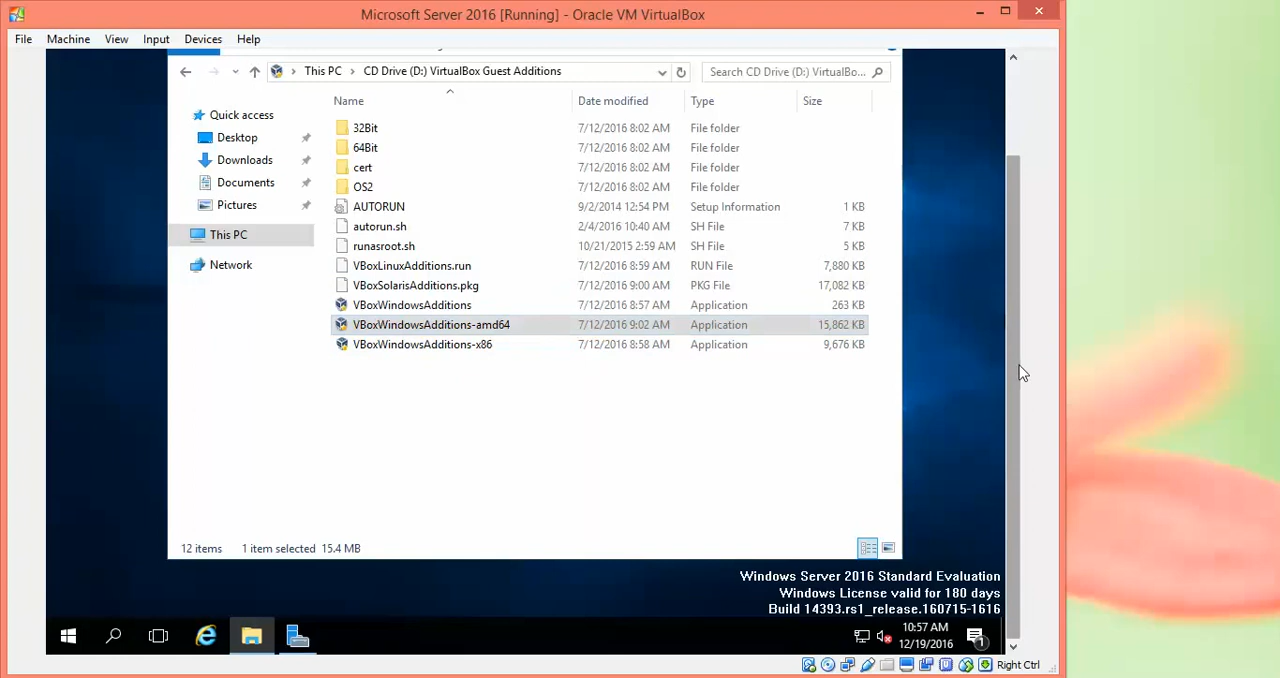 Microsoft Server 2016 [Running] - Oracle VM VirtualBox
File Machine View Input Devices Help
This PC > CD Drive (D:) VirtualBox Guest Additions
Search CD Drive (D:) VirtualBo...
Name Date modified Type Size
Quick access
Desktop
Downloads
Documents
Pictures
This PC
Network
32Bit 7/12/2016 8:02 AM File folder
64Bit 7/12/2016 8:02 AM File folder
cert 7/12/2016 8:02 AM File folder
OS2 7/12/2016 8:02 AM File folder
AUTORUN 9/2/2014 12:54 PM Setup Information 1 KB
autorun.sh 2/4/2016 10:40 AM SH File 7 KB
runasroot.sh 10/21/2015 2:59 AM SH File 5 KB
VBoxLinuxAdditions.run 7/12/2016 8:59 AM RUN File 7,880 KB
VBoxSolarisAdditions.pkg 7/12/2016 9:00 AM PKG File 17,082 KB
VBoxWindowsAdditions 7/12/2016 8:57 AM Application 263 KB
VBoxWindowsAdditions-amd64 7/12/2016 9:02 AM Application 15,862 KB
VBoxWindowsAdditions-x86 7/12/2016 8:58 AM Application 9,676 KB
12 items 1 item selected 15.4 MB
Windows Server 2016 Standard Evaluation
Windows License valid for 180 days
Build 14393.rs1_release.160715-1616
10:57 AM
12/19/2016
1
Right Ctrl